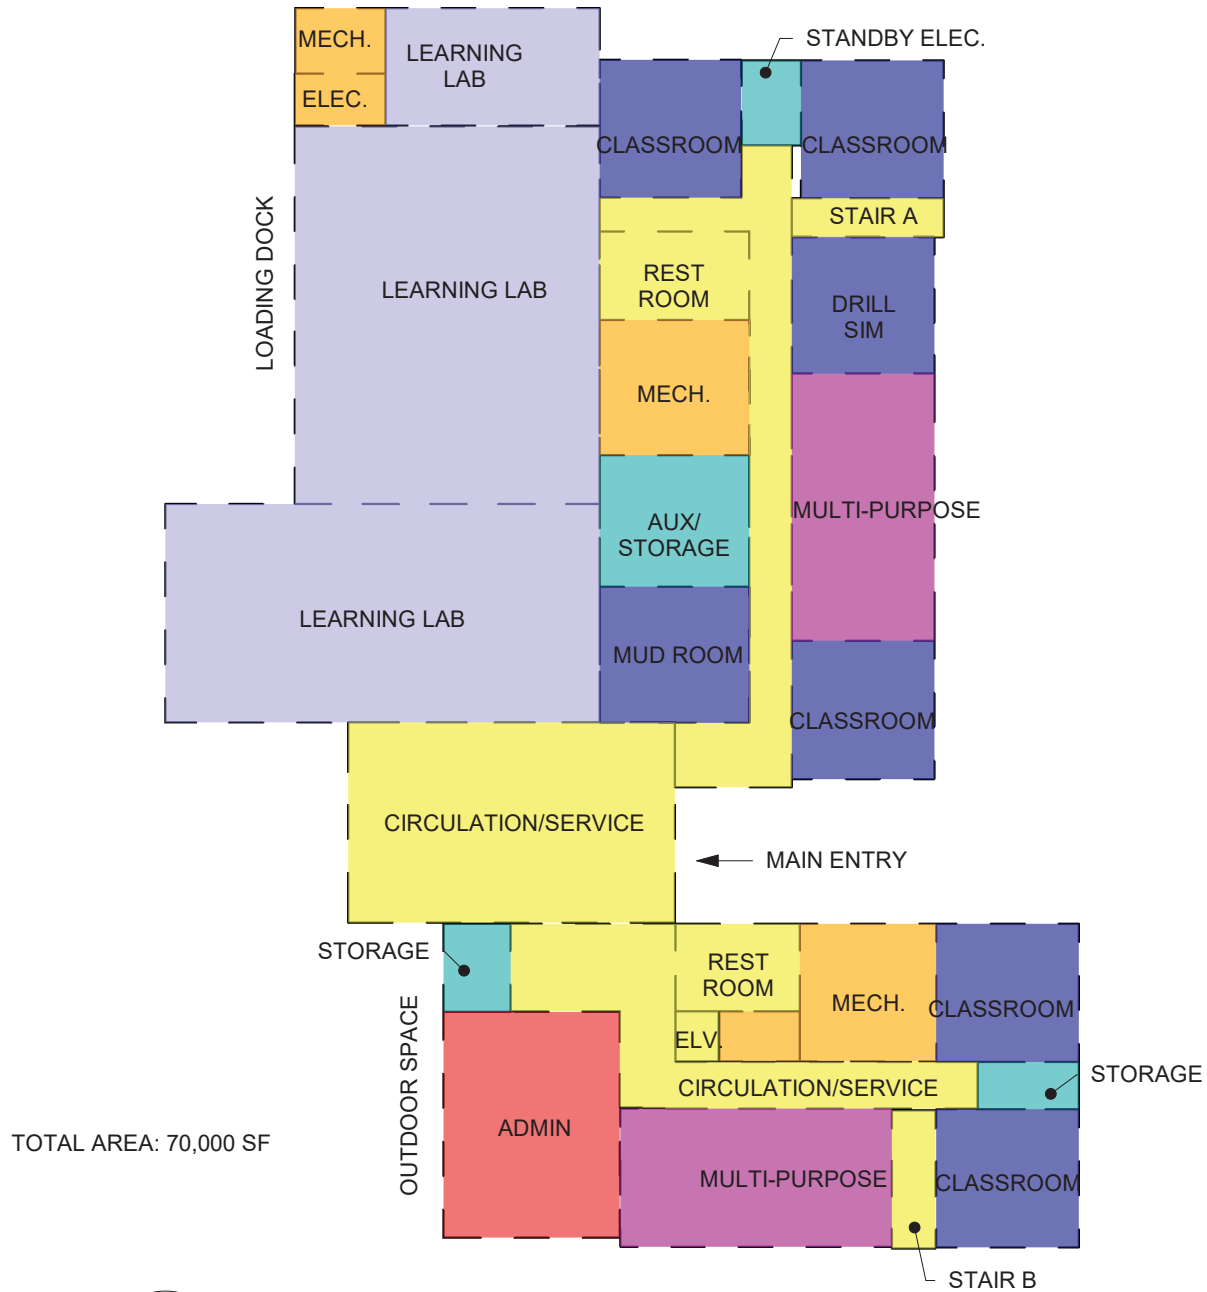 STANDBY ELEC.
MECH.
LEARNING
LAB
ELEC.
CLASSROOM
CLASSROOM
STAIR A
LOADING DOCK
LEARNING LAB
REST
ROOM
DRILL
SIM
MECH.
MULTI-PURPOSE
AUX/
STORAGE
LEARNING LAB
MUD ROOM
CLASSROOM
CIRCULATION/SERVICE
MAIN ENTRY
STORAGE
REST
ROOM
MECH.
CLASSROOM
OUTDOOR SPACE
ELV.
CIRCULATION/SERVICE
STORAGE
ADMIN
TOTAL AREA: 70,000 SF
MULTI-PURPOSE
CLASSROOM
STAIR B